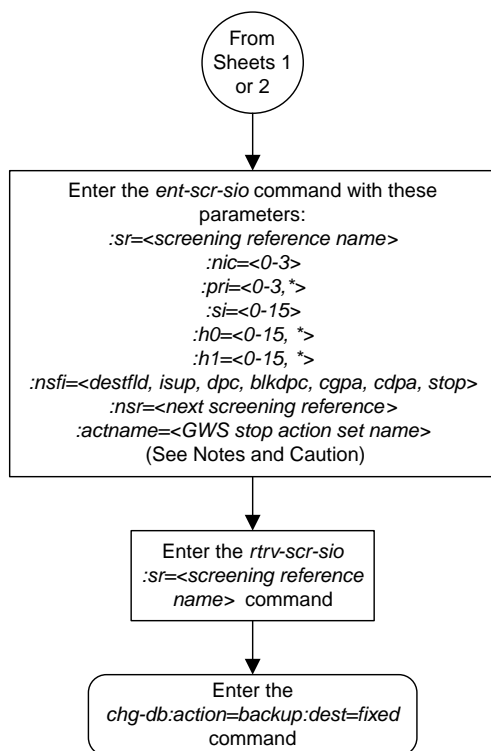 From
Sheets 1
or 2
Enter the ent-scr-sio command with these
parameters:
:sr=<screening reference name>
:nic=<0-3>
:pri=<0-3,*>
:si=<0-15>
:h0=<0-15, *>
:h1=<0-15, *>
:nsfi=<destfld, isup, dpc, blkdpc, cgpa, cdpa, stop>
:nsr=<next screening reference>
:actname=<GWS stop action set name>
(See Notes and Caution)
Enter the rtrv-scr-sio
:sr=<screening reference
name> command
Enter the
chg-db:action=backup:dest=fixed
command